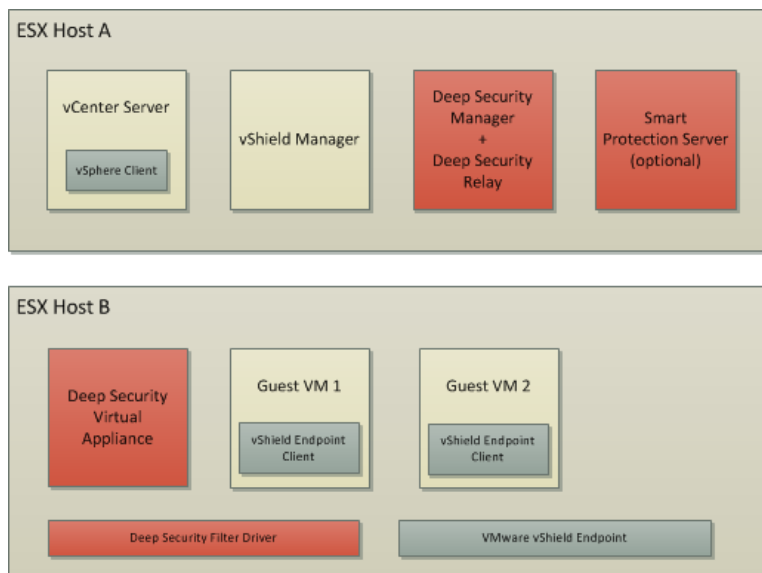 ESX Host A
vCenter Server
vSphere Client
vShield Manager
Deep Security
Manager
+
Deep Security
Relay
Smart
Protection Server
(optional)
ESX Host B
Deep Security
Virtual
Appliance
Guest VM 1
vShield Endpoint
Client
Guest VM 2
vShield Endpoint
Client
Deep Security Filter Driver
VMware vShield Endpoint